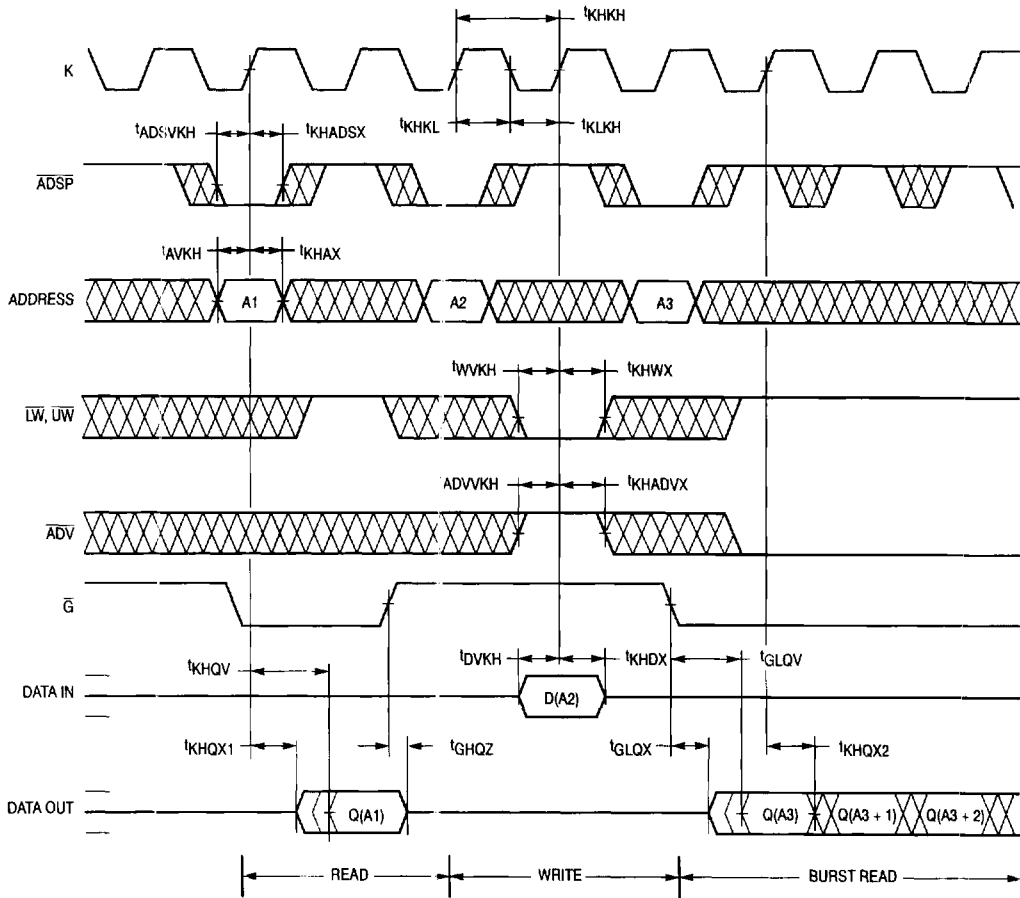 tKHKH
K
tADSVKH tKHADSX tKHKL tKLKH
ADSP
tAVKH tKHAX
ADDRESS A1 A2 A3
tWVKH tKHWX
LW, UW
ADVVKH tKHADVX
ADV
G
tKHQV tDVKH tKHDX tGLQV
DATA IN D(A2)
tKHQX1 tGHQZ tGLQX tKHQX2
DATA OUT Q(A1) Q(A3) Q(A3 + 1) Q(A3 + 2)
READ WRITE BURST READ